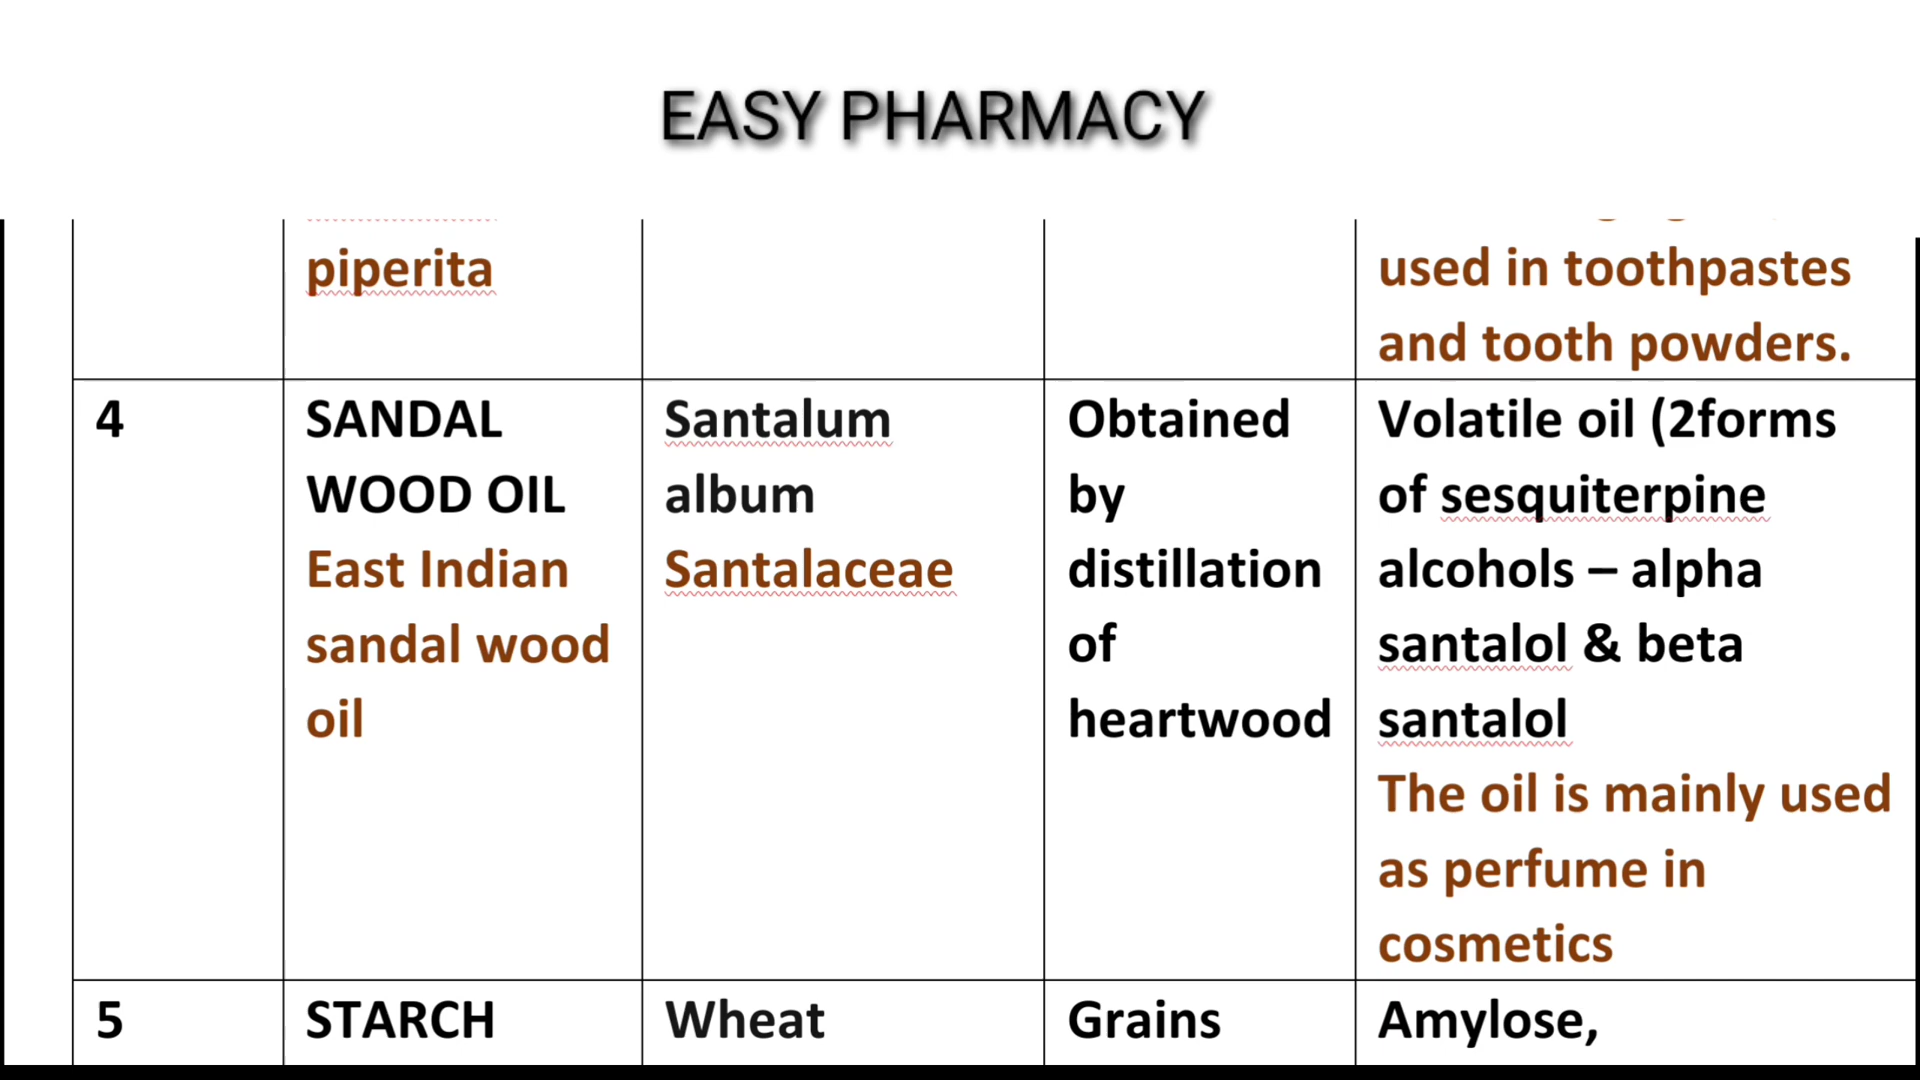 EASY PHARMACY
piperita
used in toothpastes
and tooth powders.
4
SANDAL
WOOD OIL
East Indian
sandal wood
oil
Santalum
album
Santalaceae
Obtained
by
distillation
of
heartwood
Volatile oil (2forms
of sesquiterpine
alcohols – alpha
santalol & beta
santalol
The oil is mainly used
as perfume in
cosmetics
5
STARCH
Wheat
Grains
Amylose,